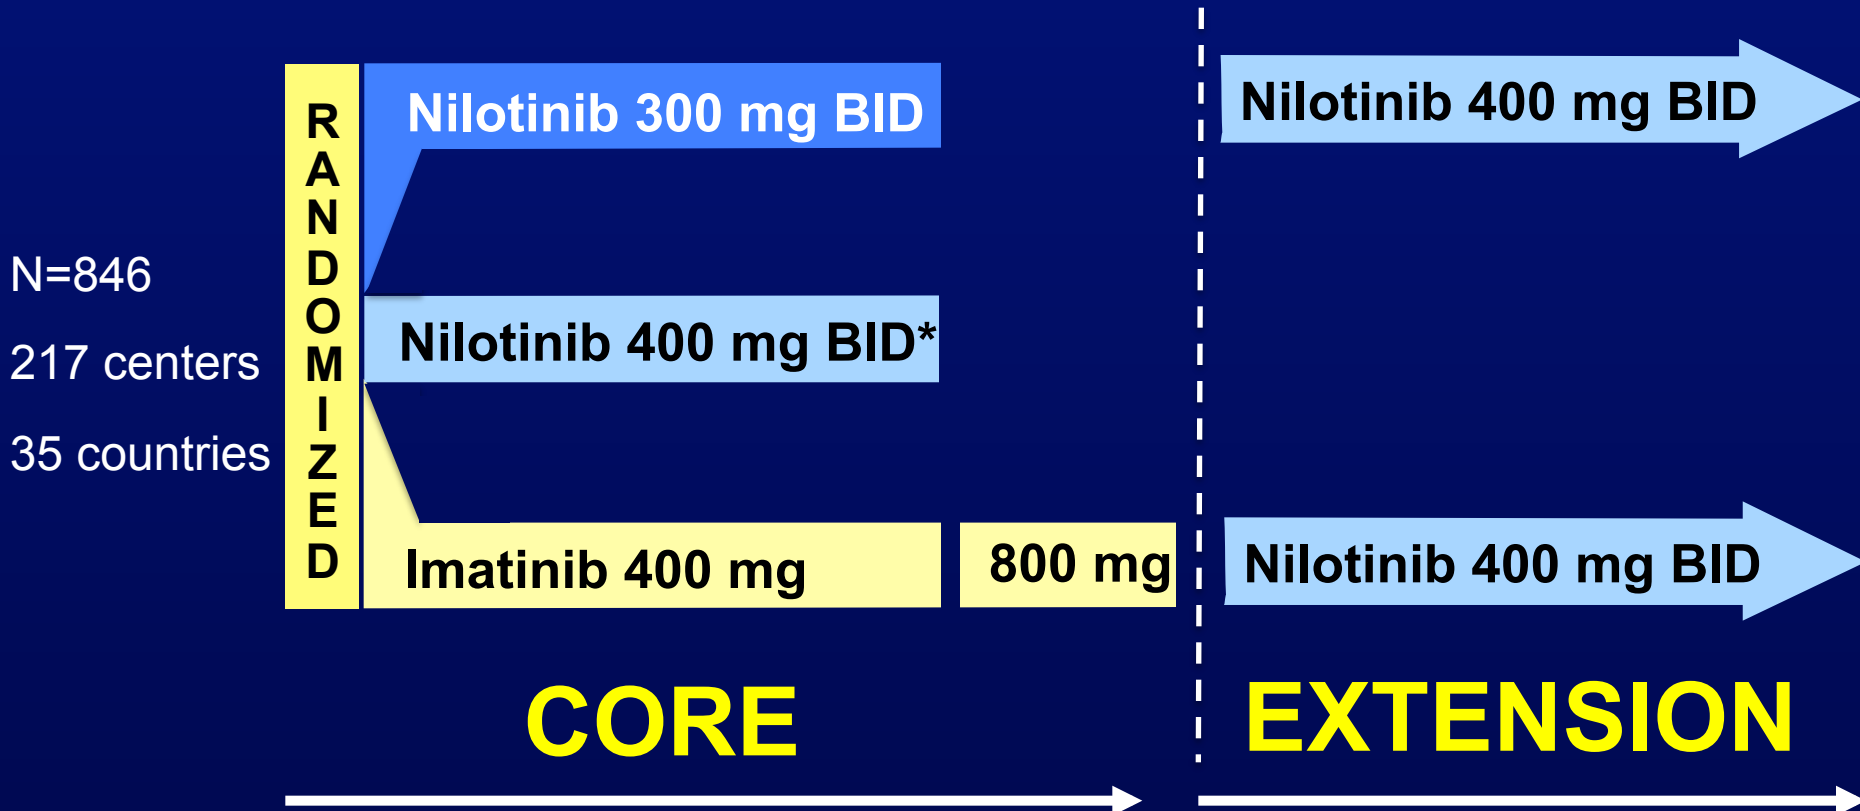 N=846
217 centers
35 countries
RANDOMIZED
Nilotinib 300 mg BID
Nilotinib 400 mg BID*
Imatinib 400 mg
800 mg
Nilotinib 400 mg BID
Nilotinib 400 mg BID
CORE
EXTENSION